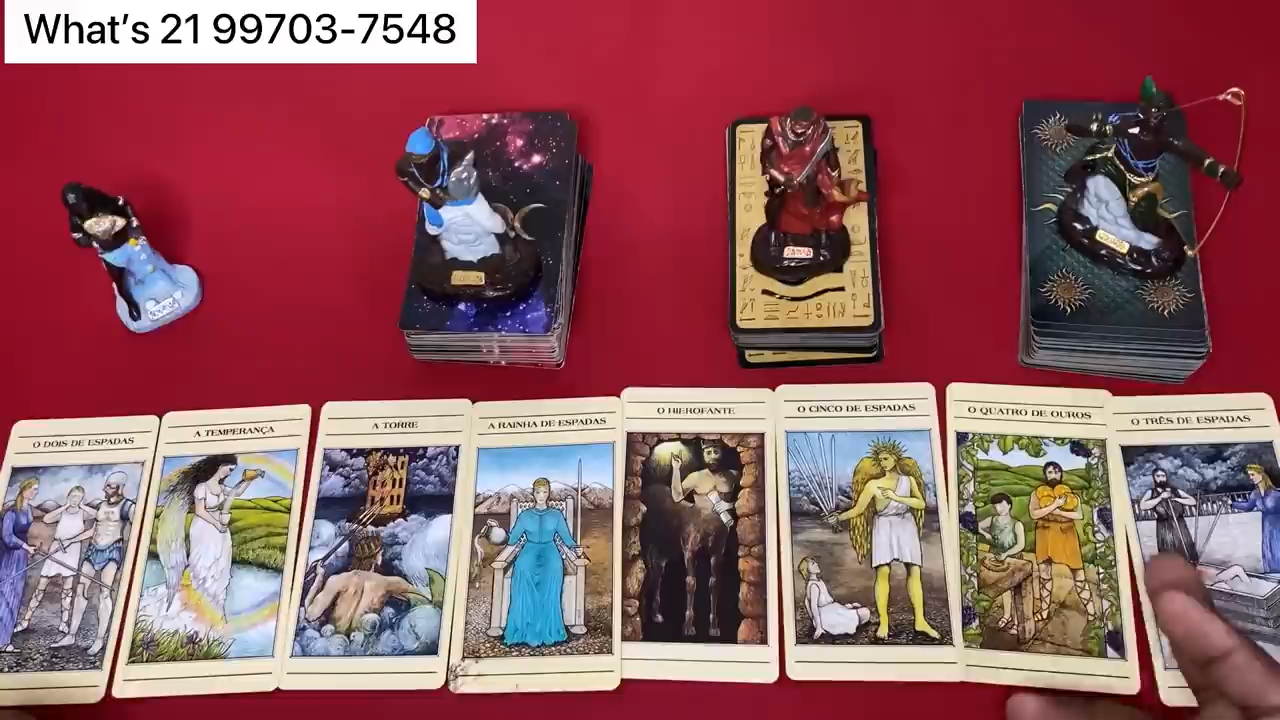 What’s 21 99703-7548
O DOIS DE ESPADAS
A TEMPERANÇA
A TORRE
A RAINHA DE ESPADAS
O HIEROFANTE
O CINCO DE ESPADAS
O QUATRO DE OUROS
O TRÊS DE ESPADAS